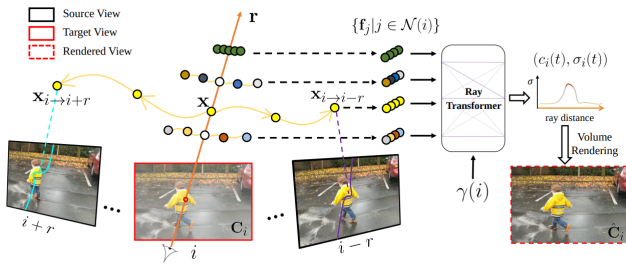 Source View
Target View
Rendered View
r
{f_j|j ∈ N(i)}
x_{i→i+r}
x
x_{i→i−r}
Ray
Transformer
(c_i(t), σ_i(t))
σ
ray distance
Volume
Rendering
γ(i)
i + r
...
C_i
i
...
i − r
Ĉ_i